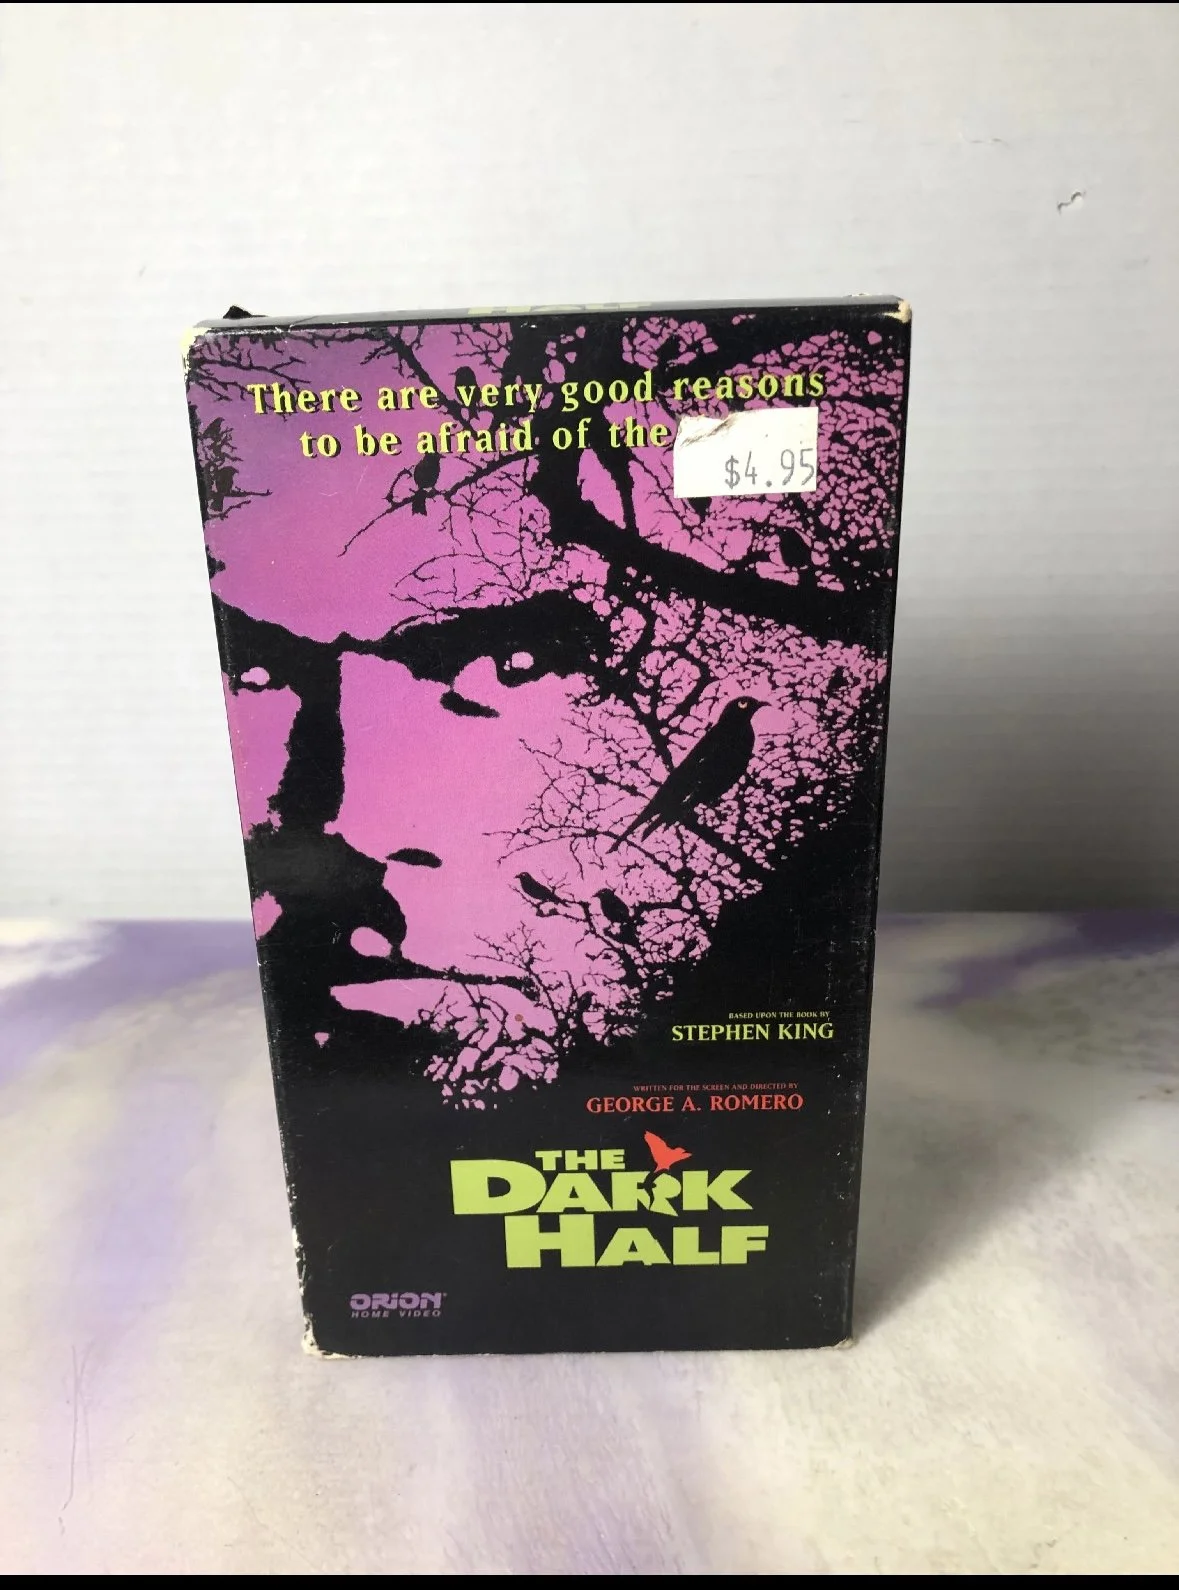 HALF
There are very good reasons
to be afraid of the
$4.95
BASED UPON THE BOOK BY
STEPHEN KING
WRITTEN FOR THE SCREEN AND DIRECTED BY
GEORGE A. ROMERO
THE
DARK
HALF
ORION
HOME VIDEO